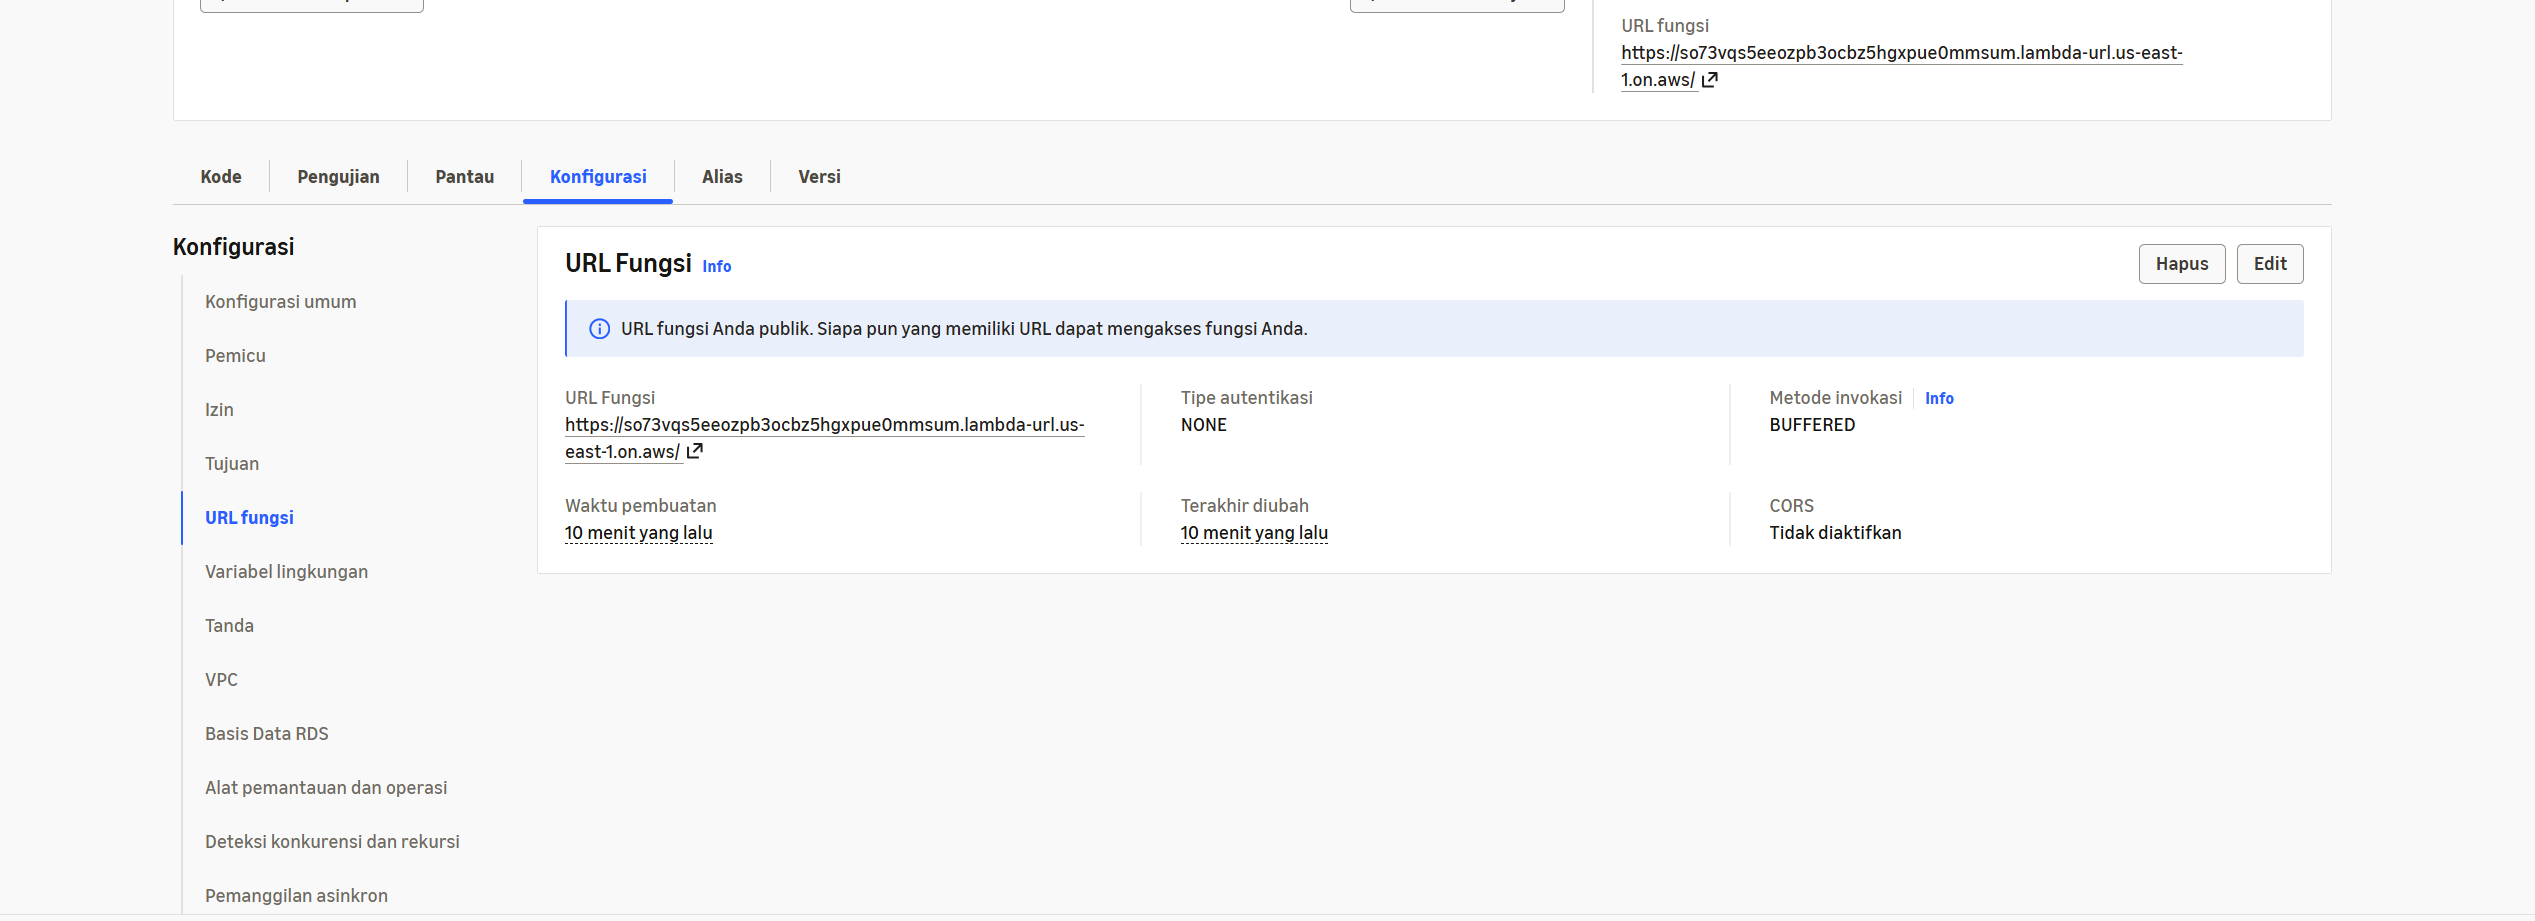 URL fungsi
https://so73vqs5eeozpb3ocbz5hgxpue0mmsum.lambda-url.us-east-
1.on.aws/
Kode
Pengujian
Pantau
Konfigurasi
Alias
Versi
Konfigurasi
Konfigurasi umum
Pemicu
Izin
Tujuan
URL fungsi
Variabel lingkungan
Tanda
VPC
Basis Data RDS
Alat pemantauan dan operasi
Deteksi konkurensi dan rekursi
Pemanggilan asinkron
URL Fungsi Info
Hapus
Edit
URL fungsi Anda publik. Siapa pun yang memiliki URL dapat mengakses fungsi Anda.
URL Fungsi
https://so73vqs5eeozpb3ocbz5hgxpue0mmsum.lambda-url.us-
east-1.on.aws/
Tipe autentikasi
NONE
Metode invokasi Info
BUFFERED
Waktu pembuatan
10 menit yang lalu
Terakhir diubah
10 menit yang lalu
CORS
Tidak diaktifkan